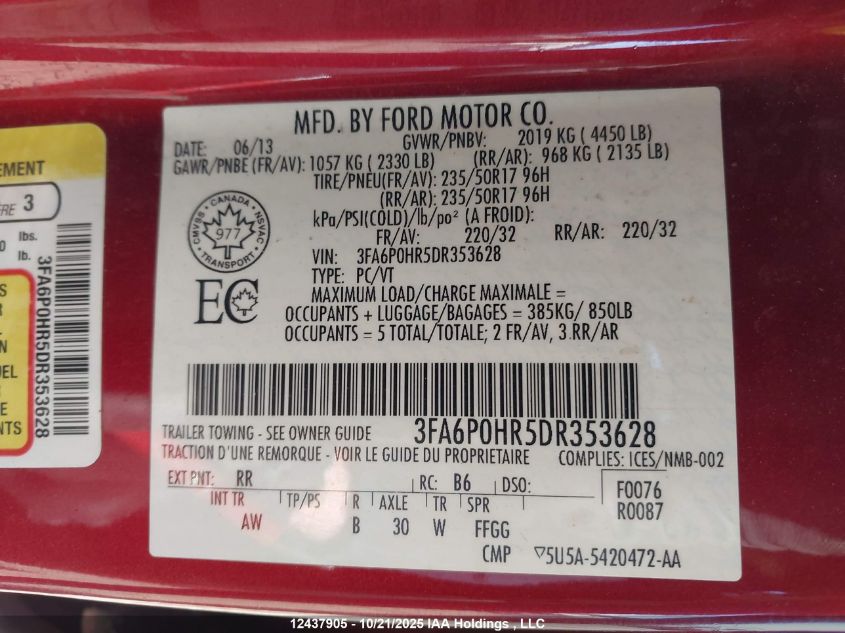 MFD. BY FORD MOTOR CO.
DATE: 06/13 GVWR/PNBV: 2019 KG ( 4450 LB)
GAWR/PNBE (FR/AV): 1057 KG ( 2330 LB) (RR/AR): 968 KG ( 2135 LB)
TIRE/PNEU(FR/AV): 235/50R17 96H
(RR/AR): 235/50R17 96H
kPa/PSI(COLD)/lb/po² (A FROID):
FR/AV: 220/32 RR/AR: 220/32
VIN: 3FA6P0HR5DR353628
TYPE: PC/VT
MAXIMUM LOAD/CHARGE MAXIMALE =
OCCUPANTS + LUGGAGE/BAGAGES = 385KG/ 850LB
OCCUPANTS = 5 TOTAL/TOTALE; 2 FR/AV, 3 RR/AR
CANADA
CMVSS
NSVAC
977
TRANSPORT
EC
3FA6P0HR5DR353628
TRAILER TOWING - SEE OWNER GUIDE
TRACTION D'UNE REMORQUE - VOIR LE GUIDE DU PROPRIETAIRE
COMPLIES: ICES/NMB-002
EXT PNT: RR RC: B6 DSO:
INT TR TP/PS R AXLE TR SPR
AW B 30 W FFGG
F0076
R0087
CMP ▽5U5A-5420472-AA
EMENT
ÈRE 3
0 lbs.
lb.
3FA6P0HR5DR353628
S
R
L
N
DEL
R
E
NTS
12437905 - 10/21/2025 IAA Holdings , LLC